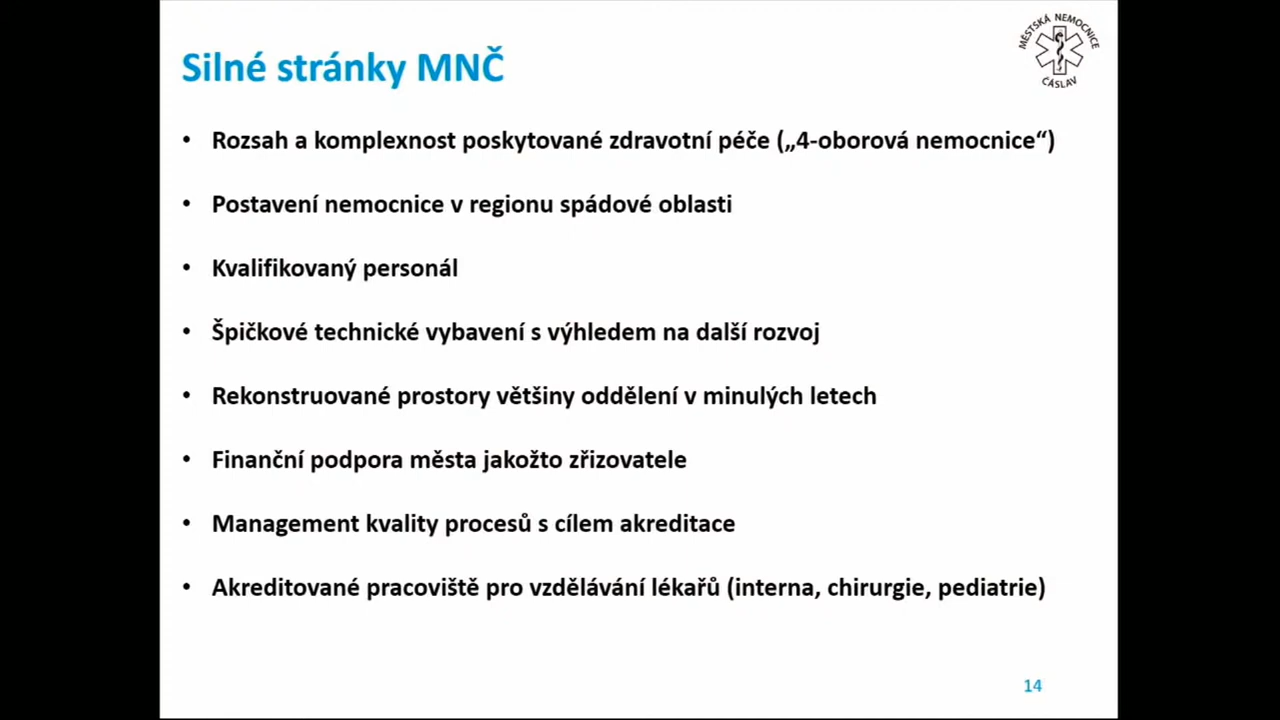 Silné stránky MNČ
MĚSTSKÁ NEMOCNICE
ČÁSLAV
• Rozsah a komplexnost poskytované zdravotní péče („4-oborová nemocnice“)
• Postavení nemocnice v regionu spádové oblasti
• Kvalifikovaný personál
• Špičkové technické vybavení s výhledem na další rozvoj
• Rekonstruované prostory většiny oddělení v minulých letech
• Finanční podpora města jakožto zřizovatele
• Management kvality procesů s cílem akreditace
• Akreditované pracoviště pro vzdělávání lékařů (interna, chirurgie, pediatrie)
14